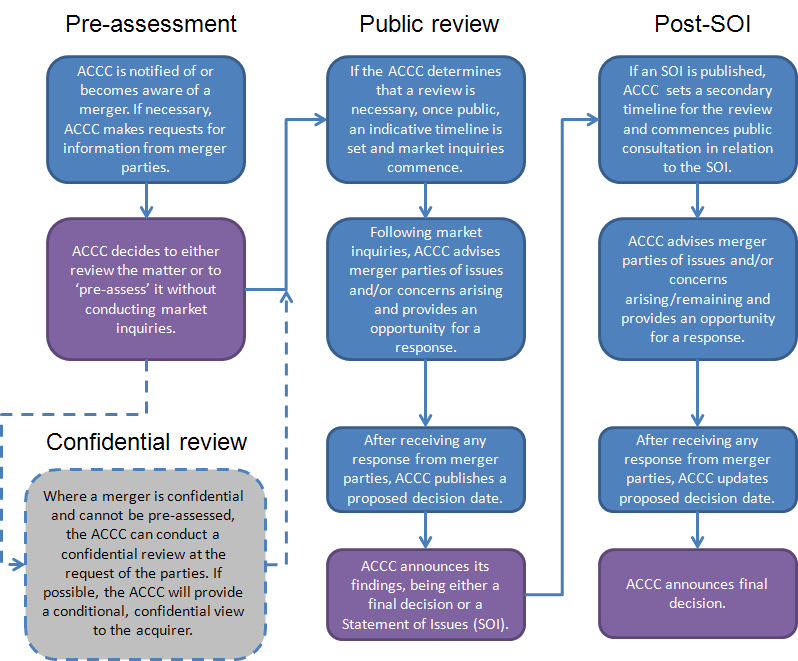 Pre-assessment
ACCC is notified of or
becomes aware of a
merger. If necessary,
ACCC makes requests for
information from merger
parties.
ACCC decides to either
review the matter or to
‘pre-assess’ it without
conducting market
inquiries.
Confidential review
Where a merger is confidential
and cannot be pre-assessed,
the ACCC can conduct a
confidential review at the
request of the parties. If
possible, the ACCC will provide
a conditional, confidential view
to the acquirer.
Public review
If the ACCC determines
that a review is
necessary, once public,
an indicative timeline is
set and market inquiries
commence.
Following market
inquiries, ACCC advises
merger parties of issues
and/or concerns arising
and provides an
opportunity for a
response.
After receiving any
response from merger
parties, ACCC publishes a
proposed decision date.
ACCC announces its
findings, being either a
final decision or a
Statement of Issues (SOI).
Post-SOI
If an SOI is published,
ACCC sets a secondary
timeline for the review
and commences public
consultation in relation
to the SOI.
ACCC advises merger
parties of issues and/or
concerns
arising/remaining and
provides an opportunity
for a response.
After receiving any
response from merger
parties, ACCC updates
proposed decision date.
ACCC announces final
decision.